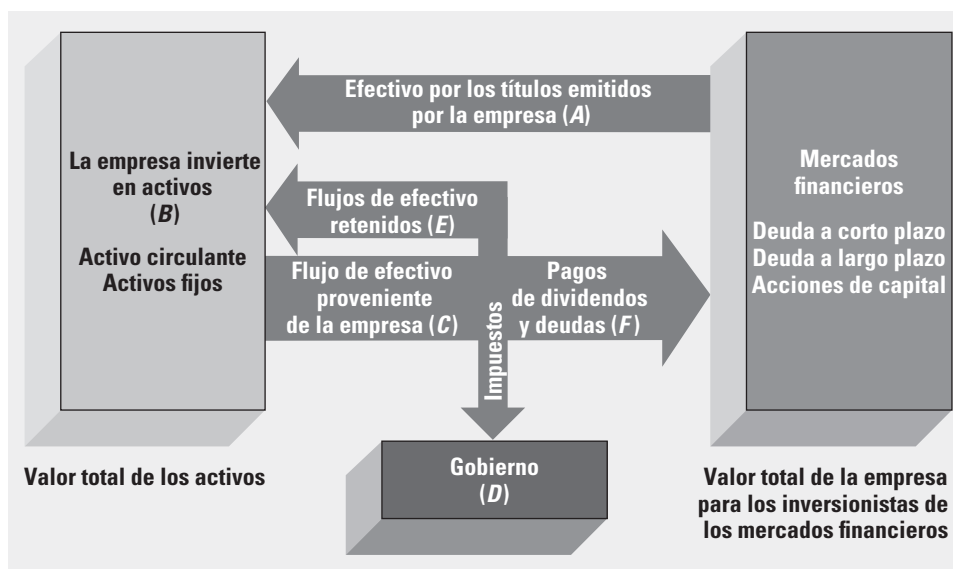 Efectivo por los títulos emitidos
por la empresa (A)
La empresa invierte
en activos
(B)
Activo circulante
Activos fijos
Flujos de efectivo
retenidos (E)
Flujo de efectivo
proveniente
de la empresa (C)
Impuestos
Pagos
de dividendos
y deudas (F)
Mercados
financieros
Deuda a corto plazo
Deuda a largo plazo
Acciones de capital
Gobierno
(D)
Valor total de los activos
Valor total de la empresa
para los inversionistas de
los mercados financieros